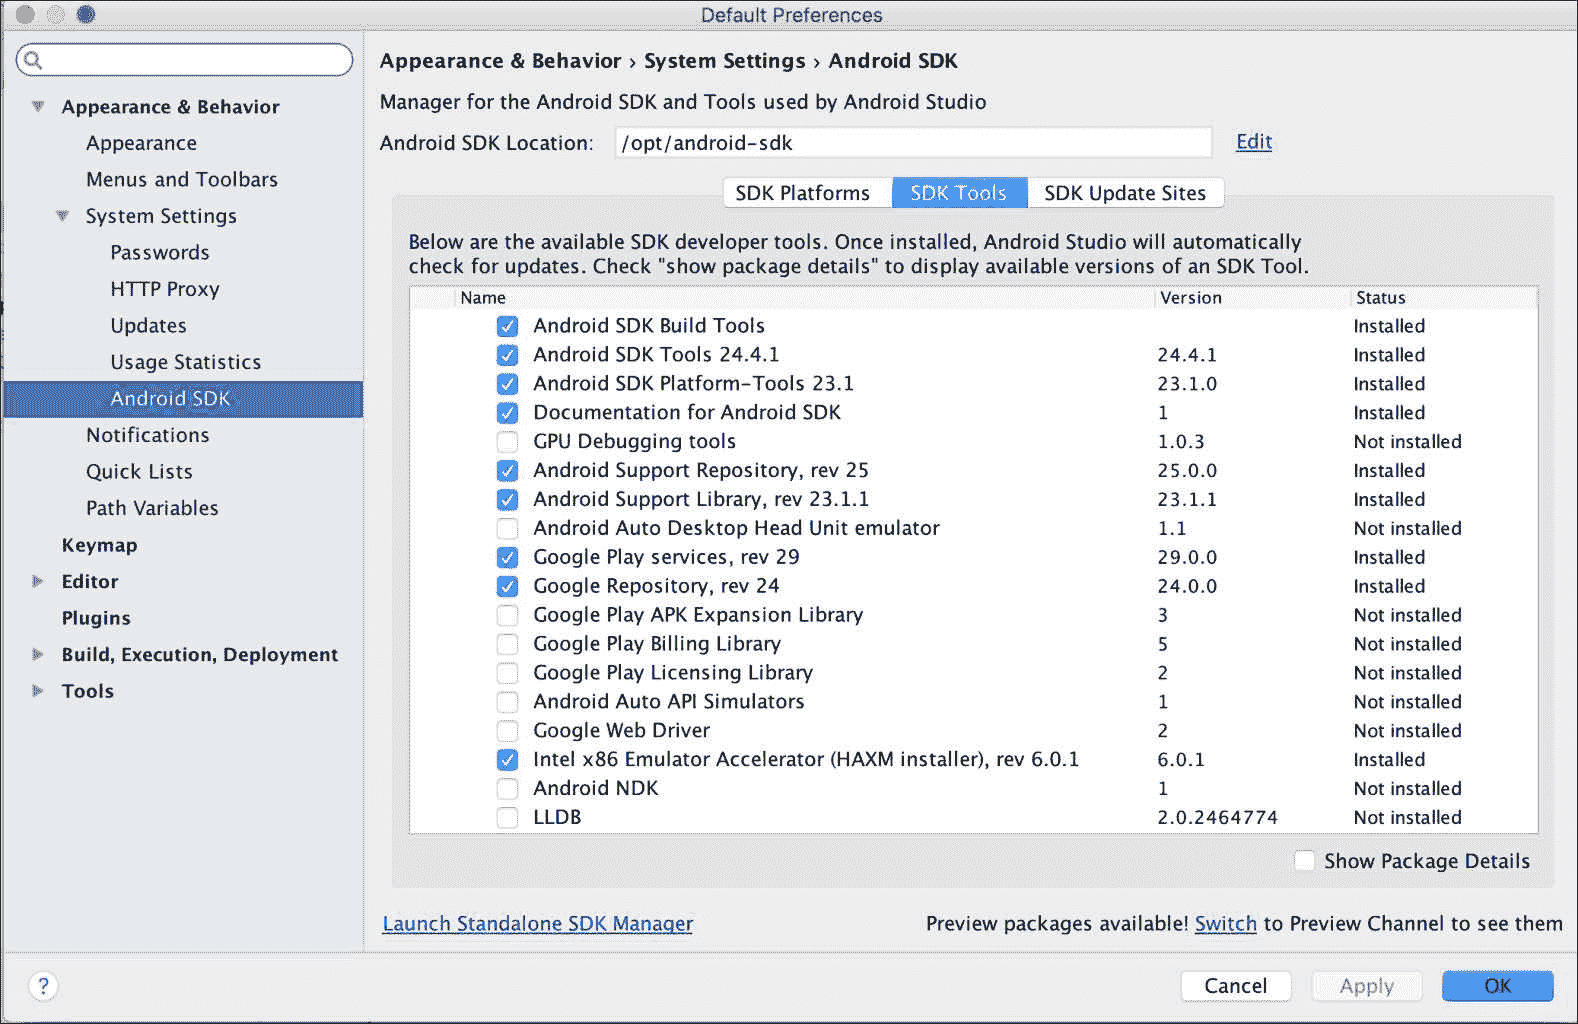 Default Preferences
Appearance & Behavior
Appearance
Menus and Toolbars
System Settings
Passwords
HTTP Proxy
Updates
Usage Statistics
Android SDK
Notifications
Quick Lists
Path Variables
Keymap
Editor
Plugins
Build, Execution, Deployment
Tools
Appearance & Behavior › System Settings › Android SDK
Manager for the Android SDK and Tools used by Android Studio
Android SDK Location: /opt/android-sdk Edit
SDK Platforms SDK Tools SDK Update Sites
Below are the available SDK developer tools. Once installed, Android Studio will automatically
check for updates. Check "show package details" to display available versions of an SDK Tool.
Name Version Status
Android SDK Build Tools Installed
Android SDK Tools 24.4.1 24.4.1 Installed
Android SDK Platform-Tools 23.1 23.1.0 Installed
Documentation for Android SDK 1 Installed
GPU Debugging tools 1.0.3 Not installed
Android Support Repository, rev 25 25.0.0 Installed
Android Support Library, rev 23.1.1 23.1.1 Installed
Android Auto Desktop Head Unit emulator 1.1 Not installed
Google Play services, rev 29 29.0.0 Installed
Google Repository, rev 24 24.0.0 Installed
Google Play APK Expansion Library 3 Not installed
Google Play Billing Library 5 Not installed
Google Play Licensing Library 2 Not installed
Android Auto API Simulators 1 Not installed
Google Web Driver 2 Not installed
Intel x86 Emulator Accelerator (HAXM installer), rev 6.0.1 6.0.1 Installed
Android NDK 1 Not installed
LLDB 2.0.2464774 Not installed
Show Package Details
Launch Standalone SDK Manager Preview packages available! Switch to Preview Channel to see them
? Cancel Apply OK